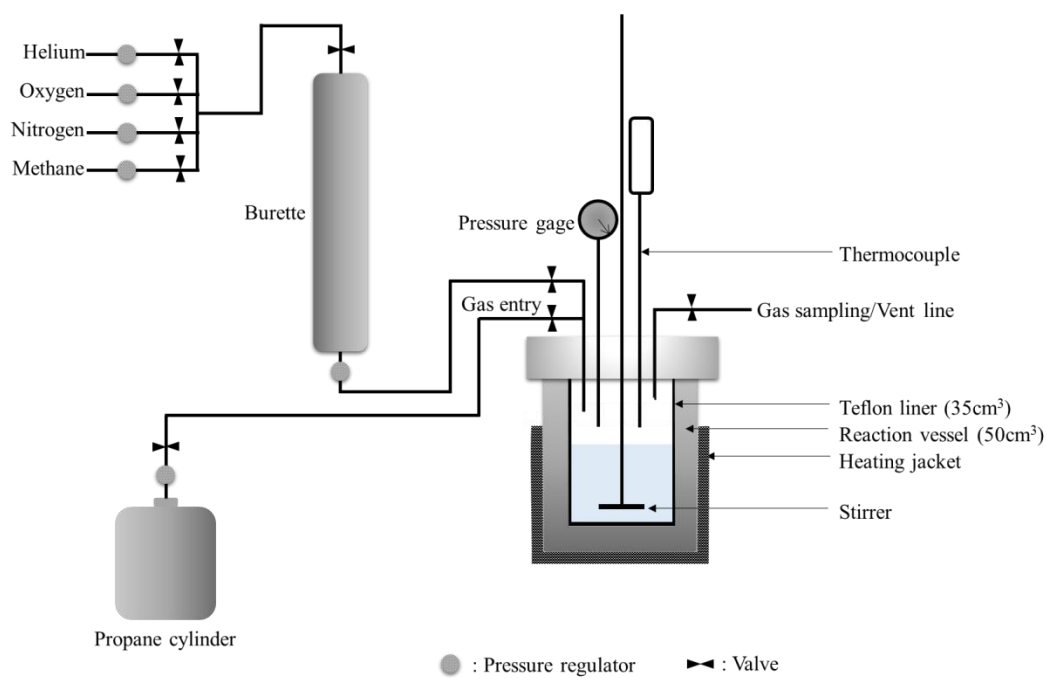 Helium
Oxygen
Nitrogen
Methane
Burette
Pressure gage
Thermocouple
Gas entry
Gas sampling/Vent line
Teflon liner (35cm³)
Reaction vessel (50cm³)
Heating jacket
Stirrer
Propane cylinder
: Pressure regulator
: Valve